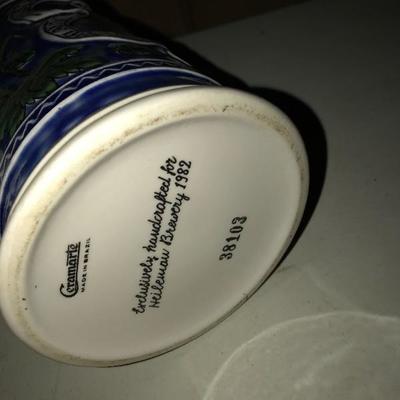 Exclusively handcrafted for
Heileman Brewery 1982
38103
Ceramarte
MADE IN BRAZIL